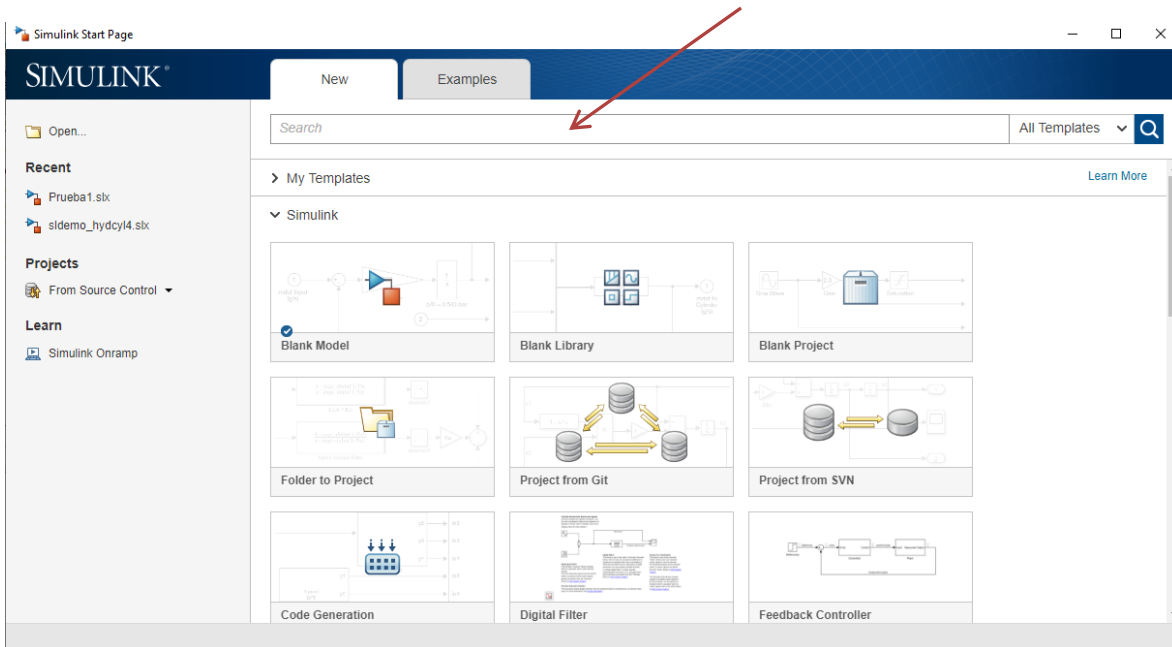 Simulink Start Page
SIMULINK®
New
Examples
Open...
Recent
Prueba1.slx
sldemo_hydcyl4.slx
Projects
From Source Control
Learn
Simulink Onramp
Search
All Templates
My Templates
Learn More
Simulink
Blank Model
Blank Library
Blank Project
Folder to Project
Project from Git
Project from SVN
Code Generation
Digital Filter
Feedback Controller